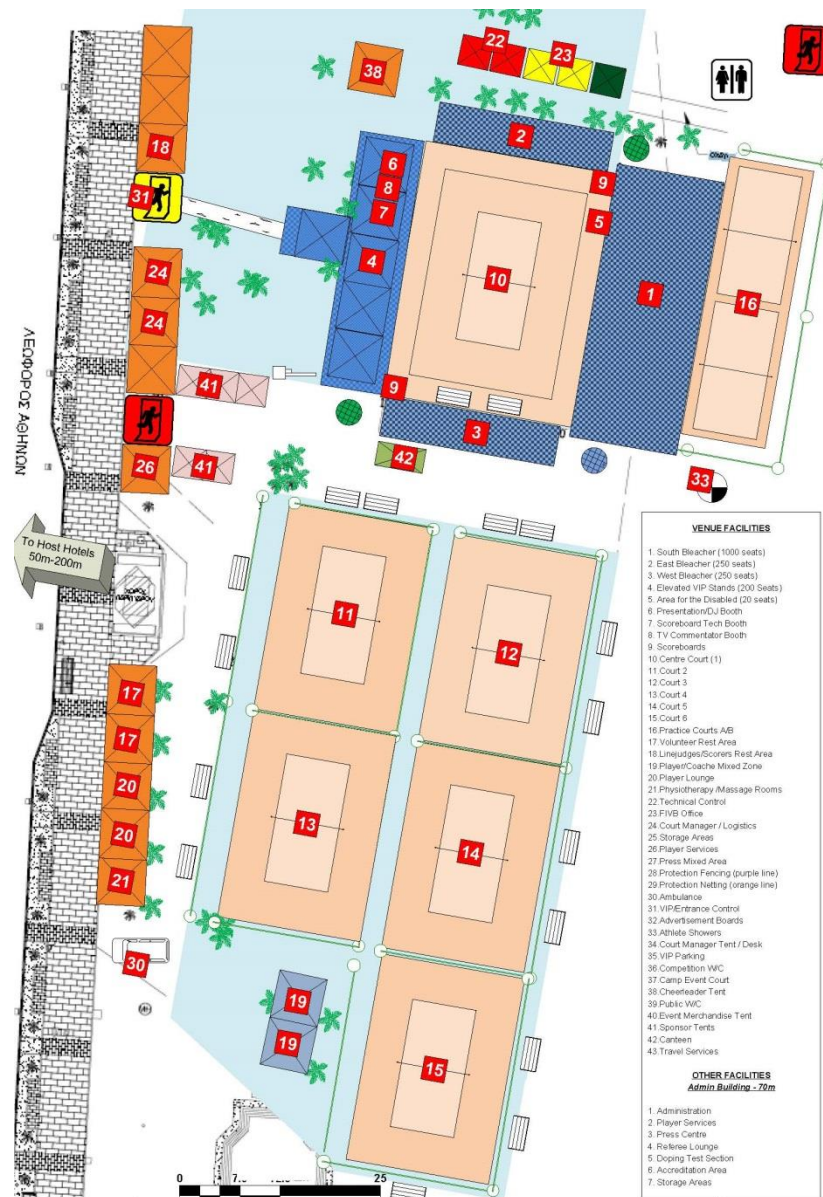 22
23
38
2
18
6
9
8
31
7
5
4
24
10
1
16
24
41
9
3
26
41
42
33
ΛΕΩΦΟΡΟΣ ΑΘΗΝΩΝ
To Host Hotels
50m-200m
11
12
17
17
20
13
14
20
21
30
19
19
15
0
25
VENUE FACILITIES
1. South Bleacher (1000 seats)
2. East Bleacher (250 seats)
3. West Bleacher (250 seats)
4. Elevated VIP Stands (200 Seats)
5. Area for the Disabled (20 seats)
6. Presentation/DJ Booth
7. Scoreboard Tech Booth
8. TV Commentator Booth
9. Scoreboards
10.Centre Court (1)
11.Court 2
12.Court 3
13.Court 4
14.Court 5
15.Court 6
16.Practice Courts A/B
17.Volunteer Rest Area
18.Linejudges/Scorers Rest Area
19.Player/Coache Mixed Zone
20.Player Lounge
21.Physiotherapy /Massage Rooms
22.Technical Control
23.FIVB Office
24.Court Manager / Logistics
25.Storage Areas
26.Player Services
27.Press Mixed Area
28.Protection Fencing (purple line)
29.Protection Netting (orange line)
30.Ambulance
31.VIP/Entrance Control
32.Advertisement Boards
33.Athlete Showers
34.Court Manager Tent / Desk
35.VIP Parking
36.Competition W/C
37.Camp Event Court
38.Cheerleader Tent
39.Public W/C
40.Event Merchandise Tent
41.Sponsor Tents
42.Canteen
43.Travel Services
OTHER FACILITIES
Admin Building - 70m
1. Administration
2. Player Services
3. Press Centre
4. Referee Lounge
5. Doping Test Section
6. Accreditation Area
7. Storage Areas